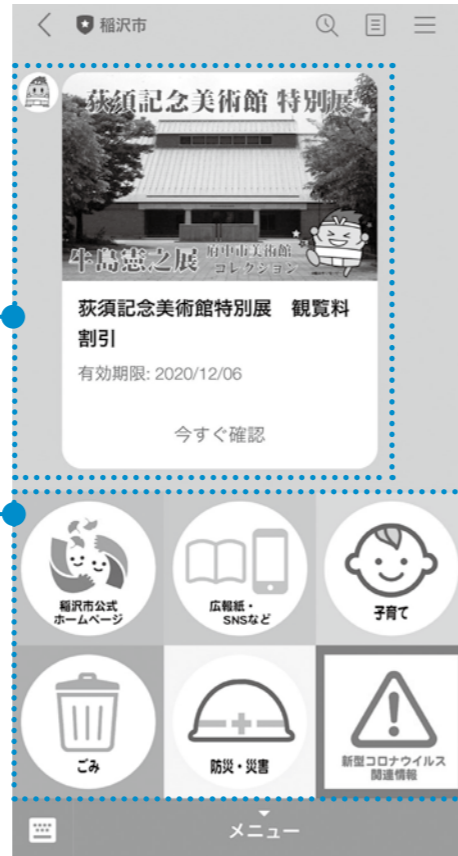 稲沢市
荻須記念美術館 特別展
牛島憲之展 府中市美術館
コレクション
荻須記念美術館特別展 観覧料
割引
有効期限: 2020/12/06
今すぐ確認
稲沢市公式
ホームページ
広報紙・
SNSなど
子育て
ごみ
防災・災害
新型コロナウイルス
関連情報
メニュー